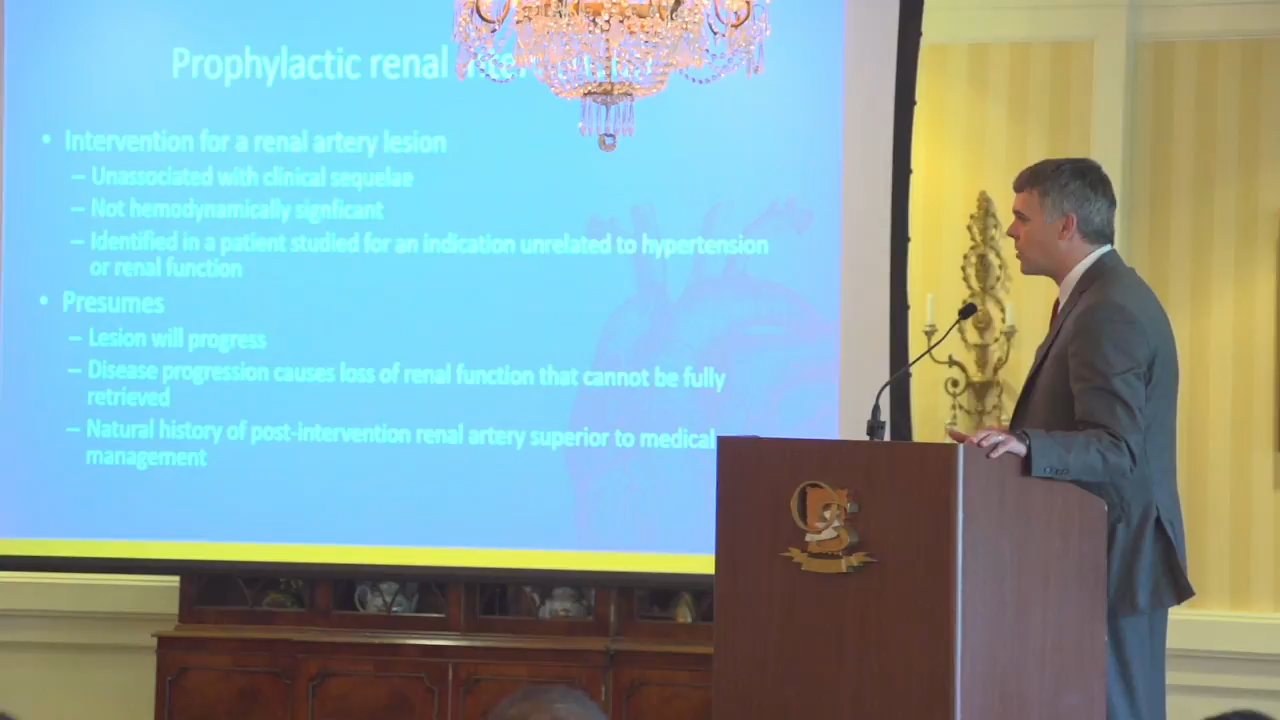 Prophylactic renal
• Intervention for a renal artery lesion
– Unassociated with clinical sequelae
– Not hemodynamically signficant
– Identified in a patient studied for an indication unrelated to hypertension
or renal function
• Presumes
– Lesion will progress
– Disease progression causes loss of renal function that cannot be fully
retrieved
– Natural history of post-intervention renal artery superior to medical
management